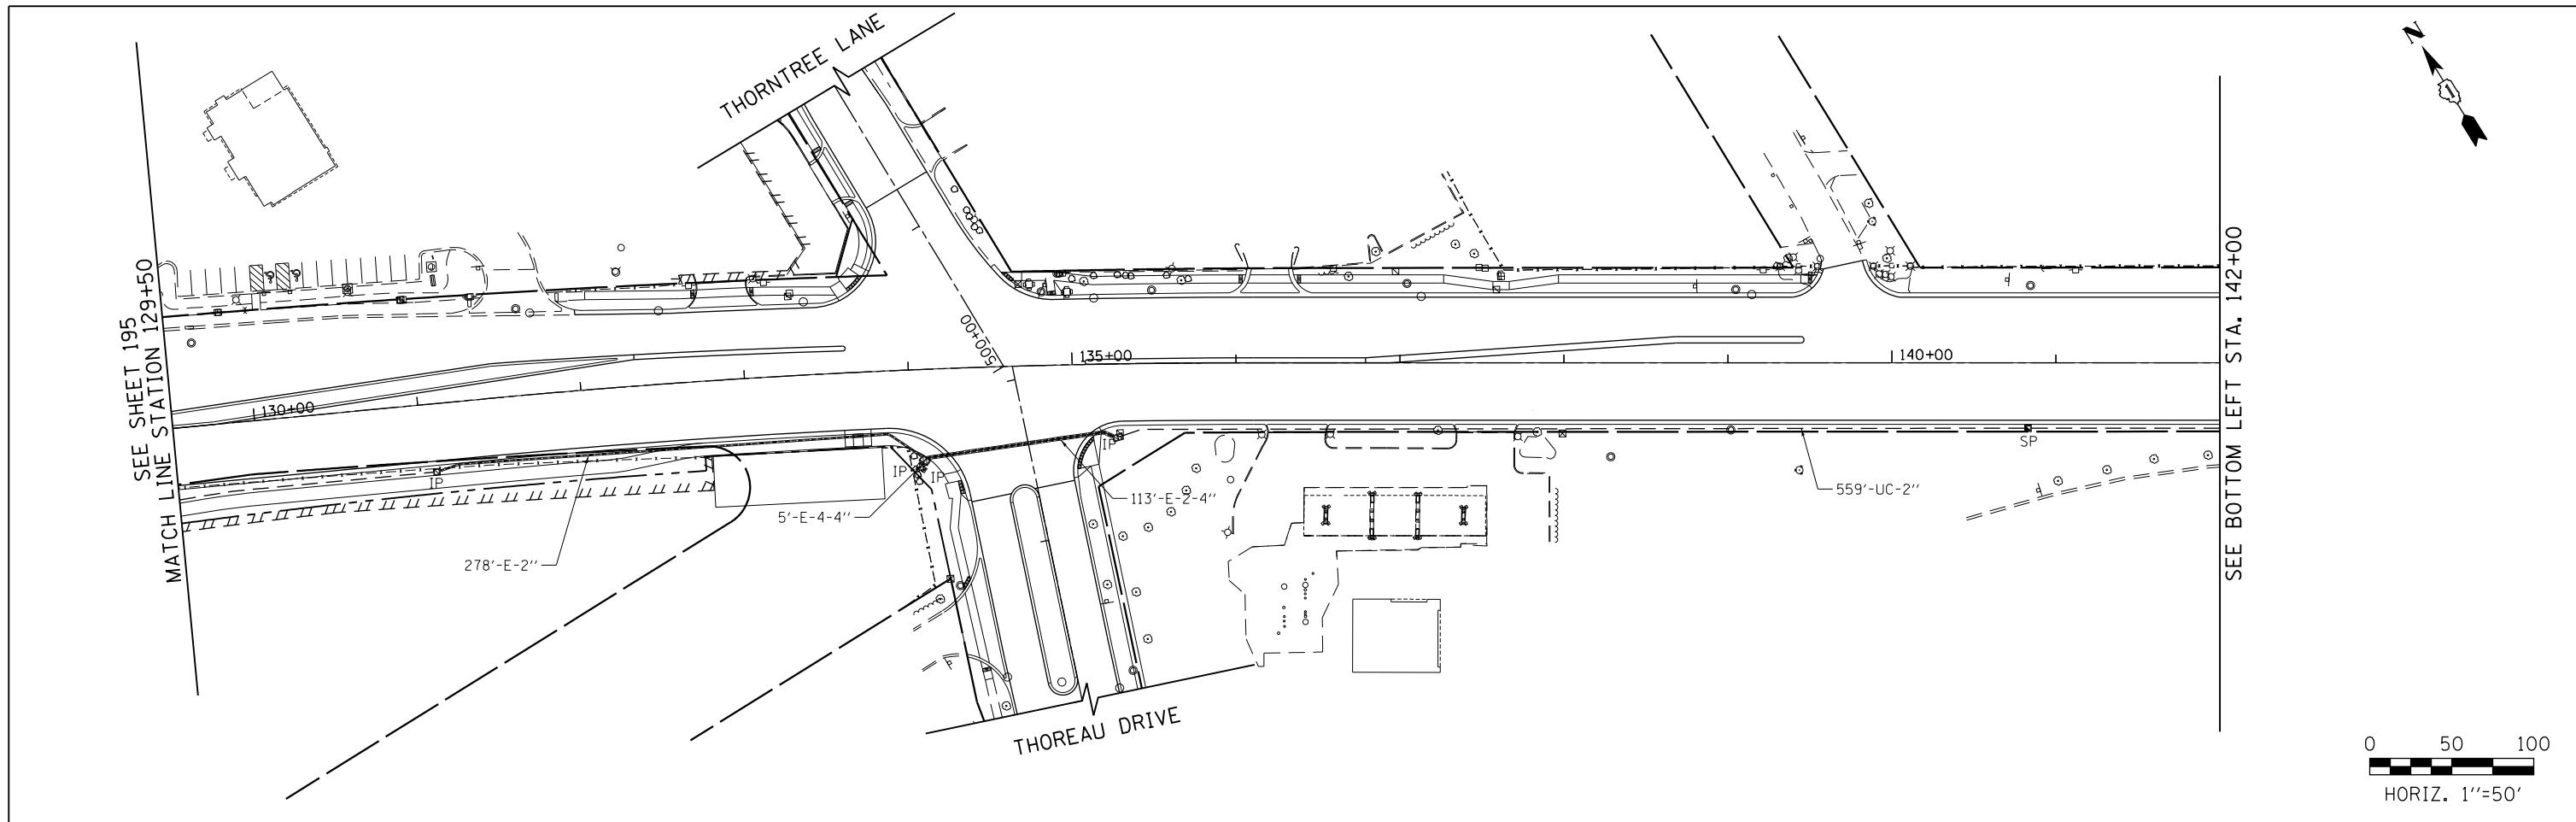 THORNTREE LANE
N
SEE SHEET 195
MATCH LINE STATION 129+50
500+00
135+00
140+00
130+00
SEE BOTTOM LEFT STA. 142+00
IP
IP
IP
IP
SP
113'-E-2-4''
559'-UC-2''
5'-E-4-4''
278'-E-2''
THOREAU DRIVE
0 50 100
HORIZ. 1''=50'